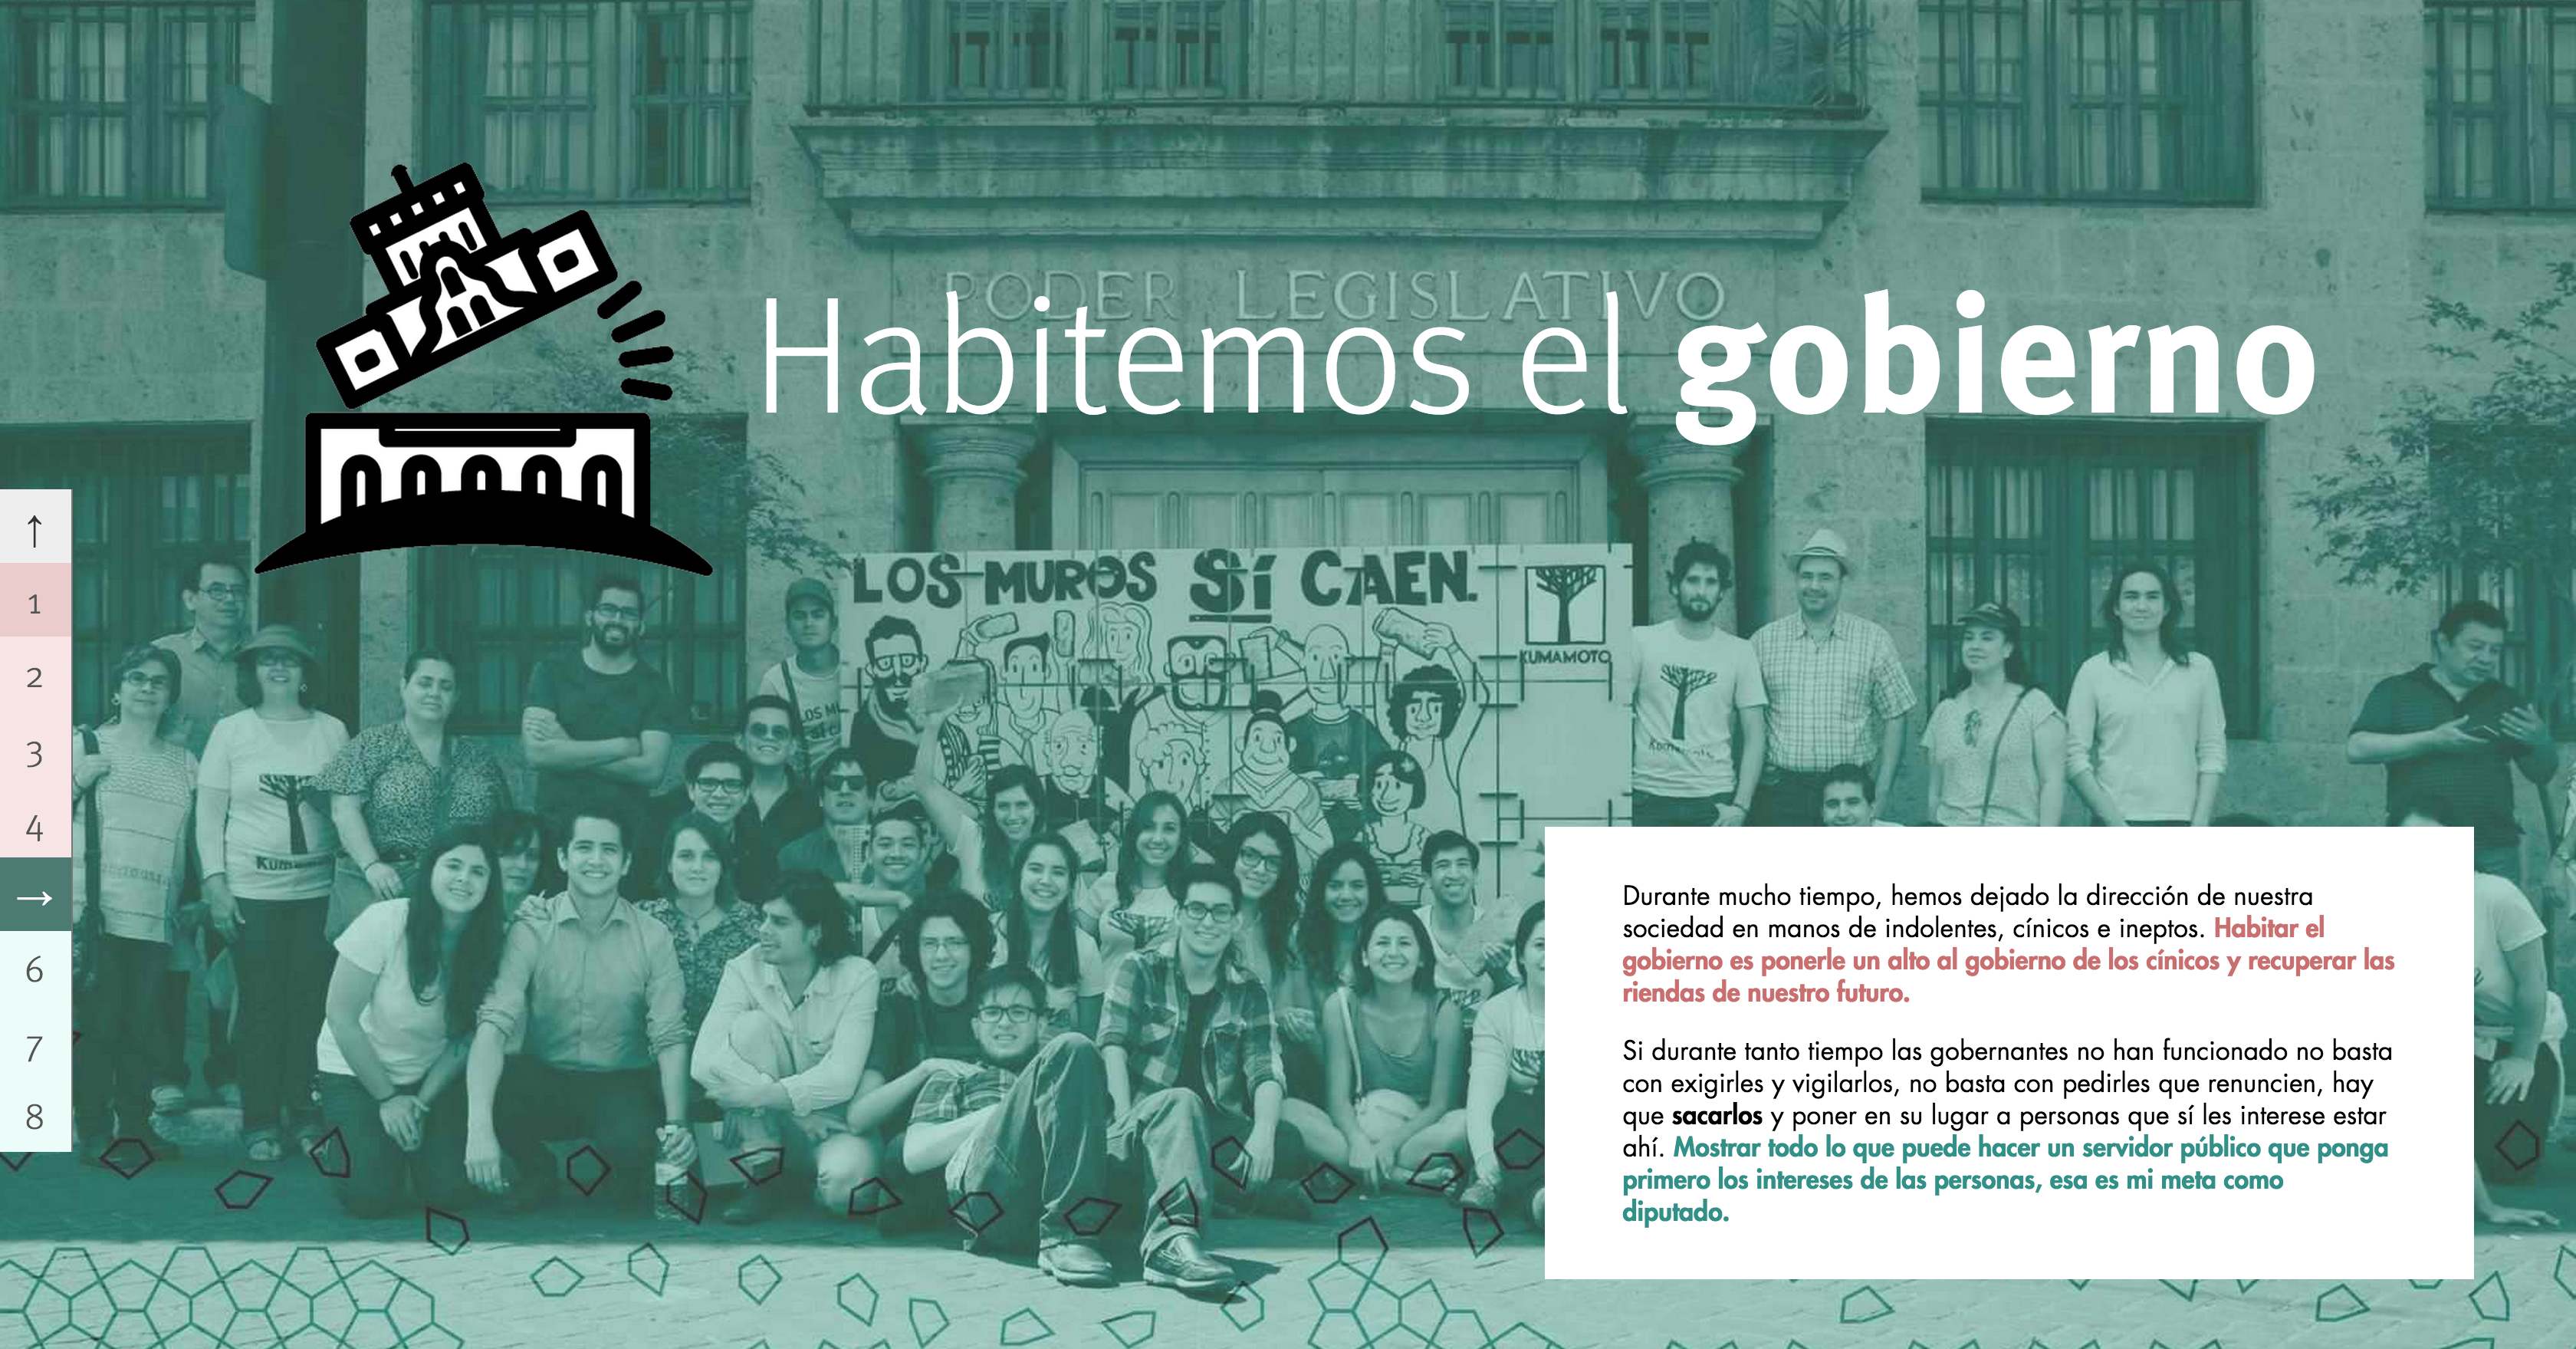 PODER LEGISLATIVO
Habitemos el gobierno
LOS MUROS SÍ CAEN.
KUMAMOTO
↑
1
2
3
4
→
6
7
8
Durante mucho tiempo, hemos dejado la dirección de nuestra
sociedad en manos de indolentes, cínicos e ineptos. Habitar el
gobierno es ponerle un alto al gobierno de los cínicos y recuperar las
riendas de nuestro futuro.
Si durante tanto tiempo las gobernantes no han funcionado no basta
con exigirles y vigilarlos, no basta con pedirles que renuncien, hay
que sacarlos y poner en su lugar a personas que sí les interese estar
ahí. Mostrar todo lo que puede hacer un servidor público que ponga
primero los intereses de las personas, esa es mi meta como
diputado.